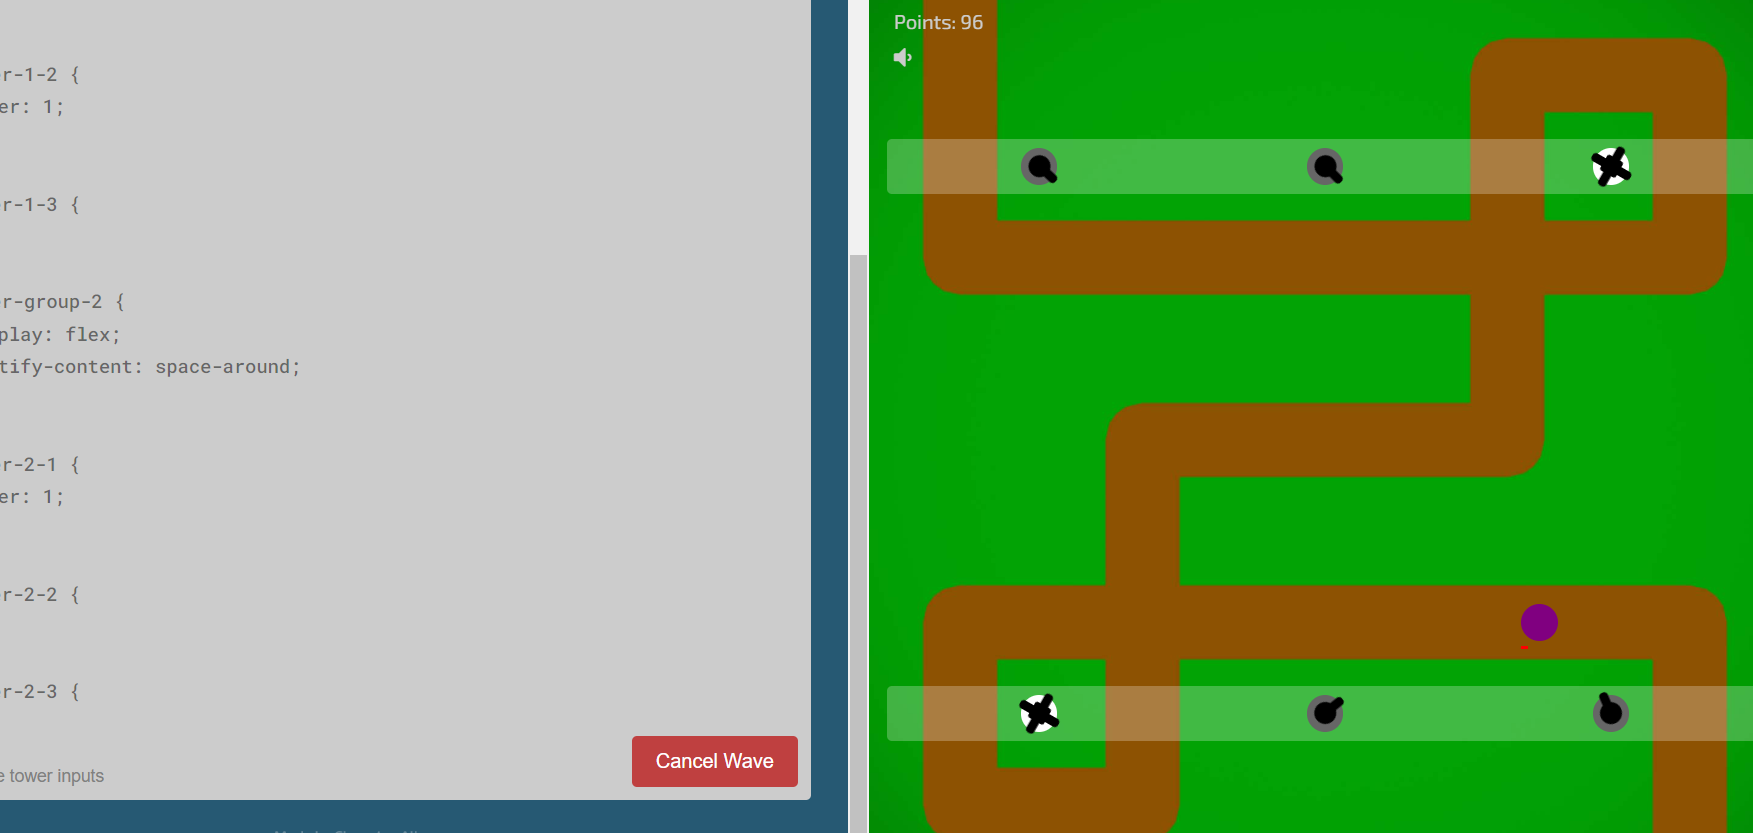 r-1-2 {
er: 1;
r-1-3 {
r-group-2 {
play: flex;
tify-content: space-around;
r-2-1 {
er: 1;
r-2-2 {
r-2-3 {
e tower inputs
Cancel Wave
Points: 96